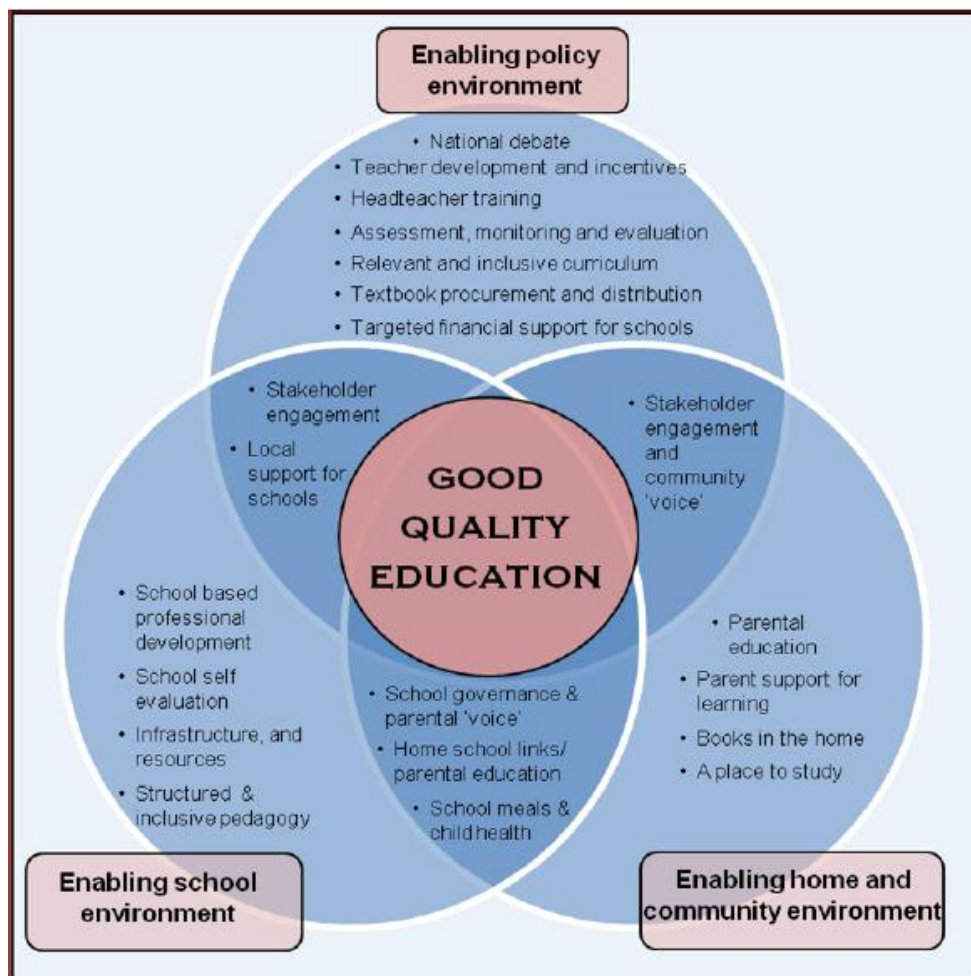 Enabling policy
environment
• National debate
• Teacher development and incentives
• Headteacher training
• Assessment, monitoring and evaluation
• Relevant and inclusive curriculum
• Textbook procurement and distribution
• Targeted financial support for schools
• Stakeholder
engagement
• Local
support for
schools
• Stakeholder
engagement
and
community
'voice'
GOOD
QUALITY
EDUCATION
• School based
professional
development
• School self
evaluation
• Infrastructure, and
resources
• Structured &
inclusive pedagogy
• School governance &
parental 'voice'
• Home school links/
parental education
• School meals &
child health
• Parental
education
• Parent support for
learning
• Books in the home
• A place to study
Enabling school
environment
Enabling home and
community environment